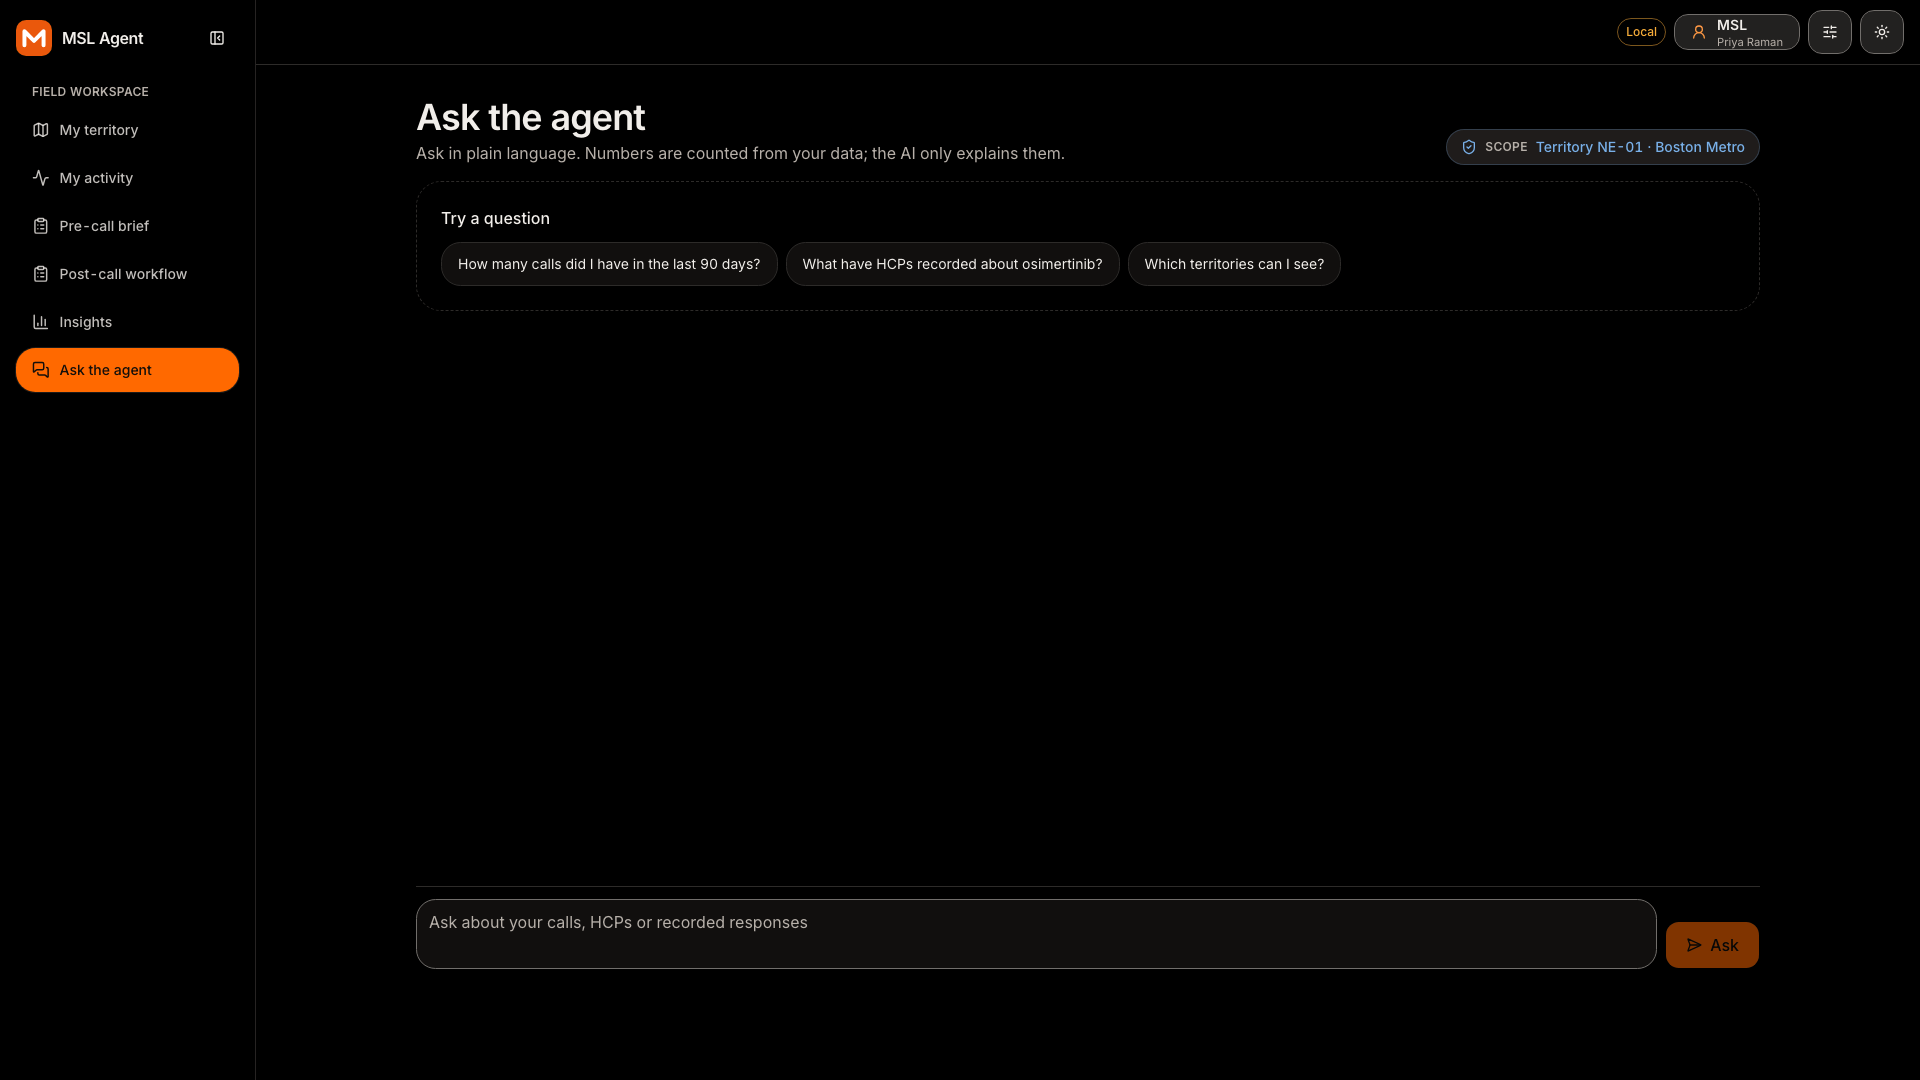 MSL Agent
Local
MSL
Priya Raman
FIELD WORKSPACE
My territory
My activity
Pre-call brief
Post-call workflow
Insights
Ask the agent
Ask the agent
Ask in plain language. Numbers are counted from your data; the AI only explains them.
SCOPE Territory NE-01 · Boston Metro
Try a question
How many calls did I have in the last 90 days?
What have HCPs recorded about osimertinib?
Which territories can I see?
Ask about your calls, HCPs or recorded responses
Ask